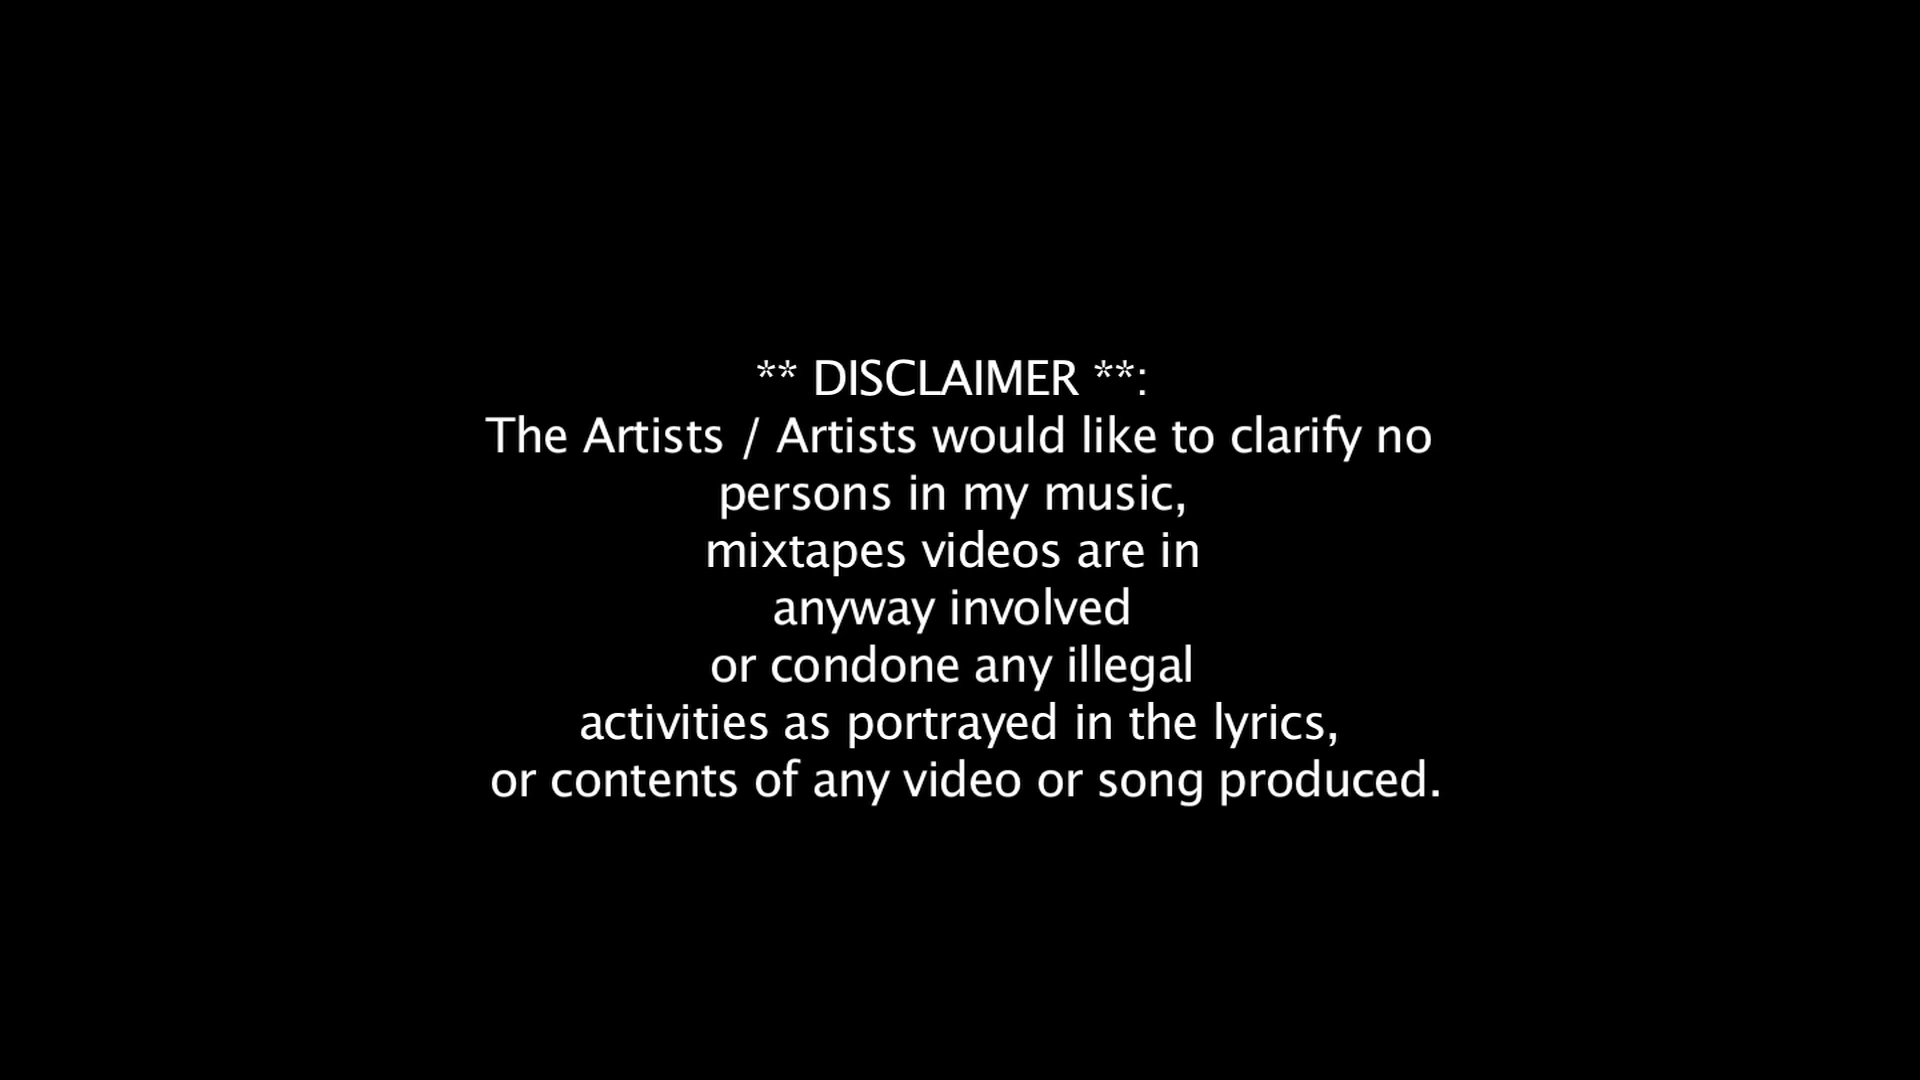 ** DISCLAIMER **:
The Artists / Artists would like to clarify no
persons in my music,
mixtapes videos are in
anyway involved
or condone any illegal
activities as portrayed in the lyrics,
or contents of any video or song produced.